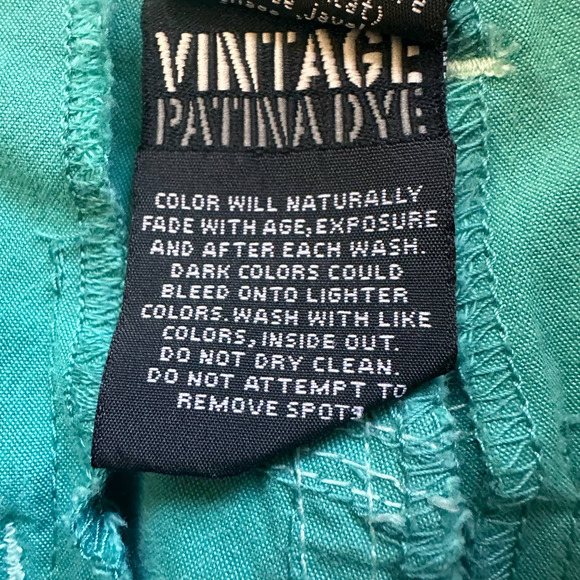 VINTAGE
PATINA DYE
COLOR WILL NATURALLY
FADE WITH AGE, EXPOSURE
AND AFTER EACH WASH.
DARK COLORS COULD
BLEED ONTO LIGHTER
COLORS. WASH WITH LIKE
COLORS, INSIDE OUT.
DO NOT DRY CLEAN.
DO NOT ATTEMPT TO
REMOVE SPOTS